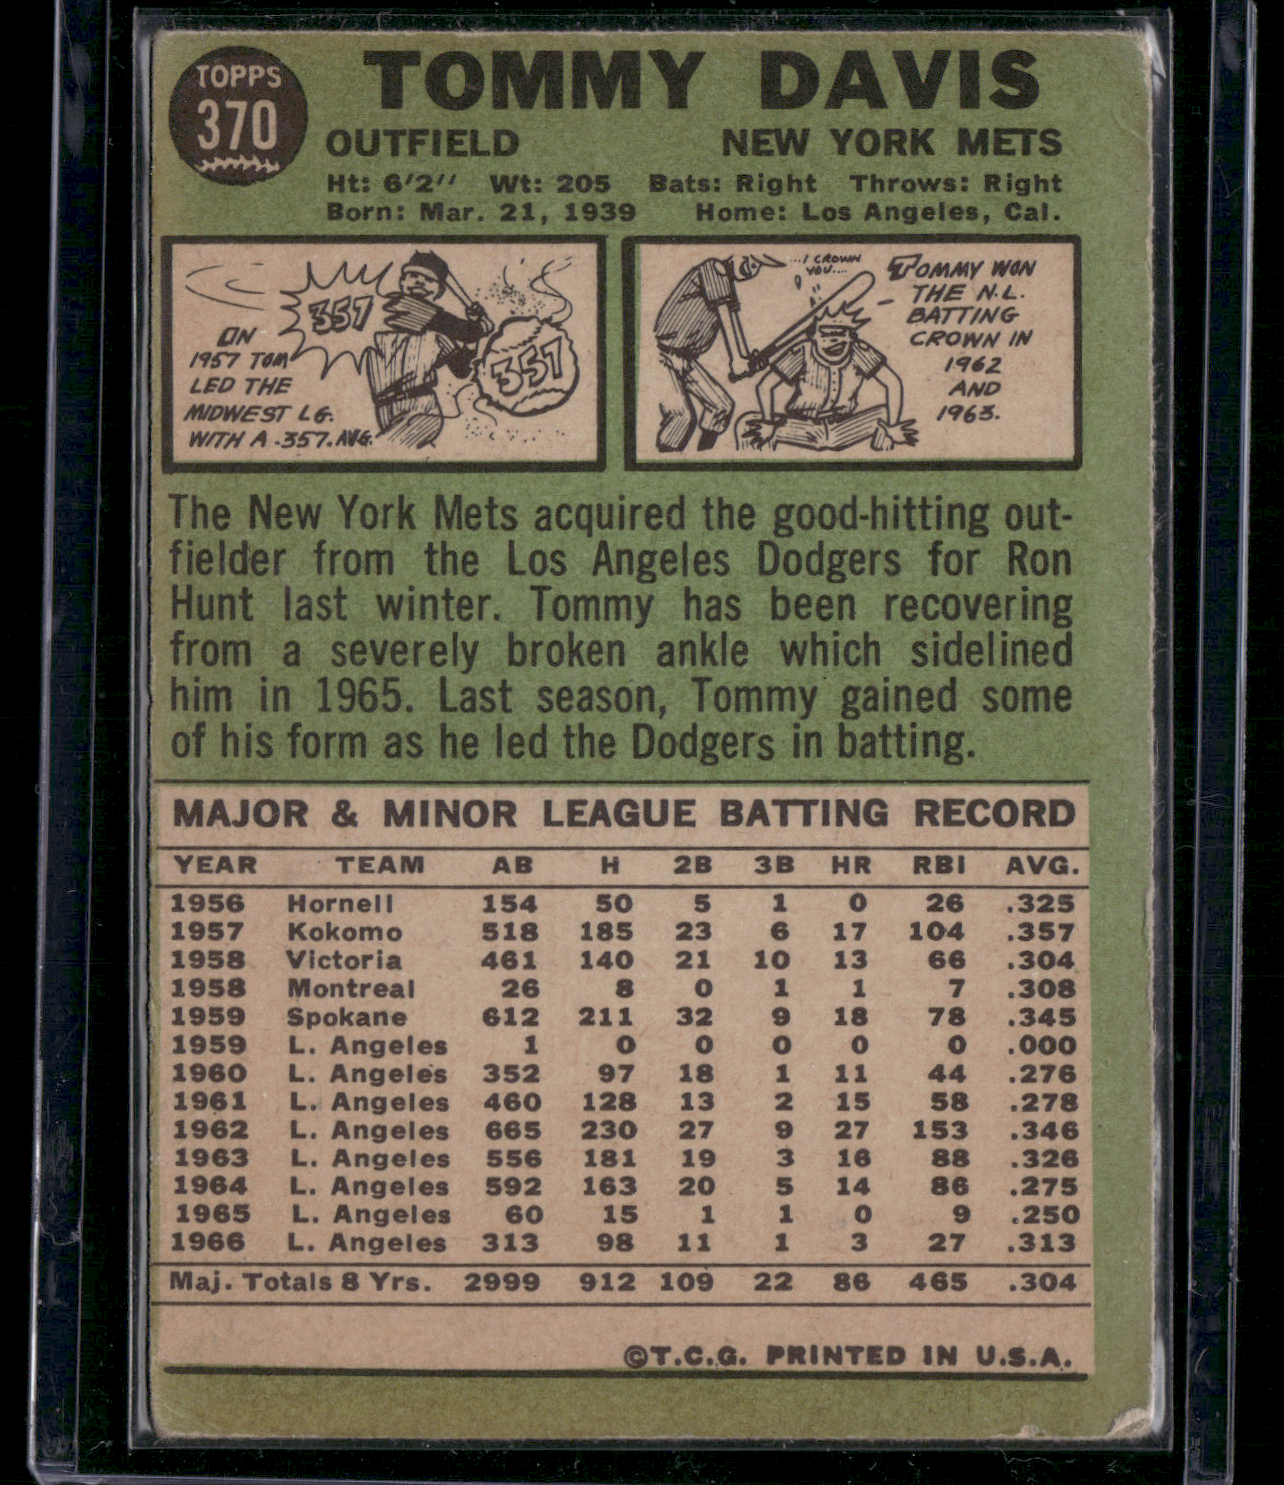 TOPPS
370
TOMMY DAVIS
OUTFIELD NEW YORK METS
Ht: 6'2" Wt: 205 Bats: Right Throws: Right
Born: Mar. 21, 1939 Home: Los Angeles, Cal.
357
357
ON
1957 TOM
LED THE
MIDWEST LG.
WITH A .357. AVG.
...I CROWN
YOU....
TOMMY WON
THE N.L.
BATTING
CROWN IN
1962
AND
1963.
The New York Mets acquired the good-hitting out-
fielder from the Los Angeles Dodgers for Ron
Hunt last winter. Tommy has been recovering
from a severely broken ankle which sidelined
him in 1965. Last season, Tommy gained some
of his form as he led the Dodgers in batting.
MAJOR & MINOR LEAGUE BATTING RECORD
YEAR TEAM AB H 2B 3B HR RBI AVG.
1956 Hornell 154 50 5 1 0 26 .325
1957 Kokomo 518 185 23 6 17 104 .357
1958 Victoria 461 140 21 10 13 66 .304
1958 Montreal 26 8 0 1 1 7 .308
1959 Spokane 612 211 32 9 18 78 .345
1959 L. Angeles 1 0 0 0 0 0 .000
1960 L. Angeles 352 97 18 1 11 44 .276
1961 L. Angeles 460 128 13 2 15 58 .278
1962 L. Angeles 665 230 27 9 27 153 .346
1963 L. Angeles 556 181 19 3 16 88 .326
1964 L. Angeles 592 163 20 5 14 86 .275
1965 L. Angeles 60 15 1 1 0 9 .250
1966 L. Angeles 313 98 11 1 3 27 .313
Maj. Totals 8 Yrs. 2999 912 109 22 86 465 .304
©T.C.G. PRINTED IN U.S.A.